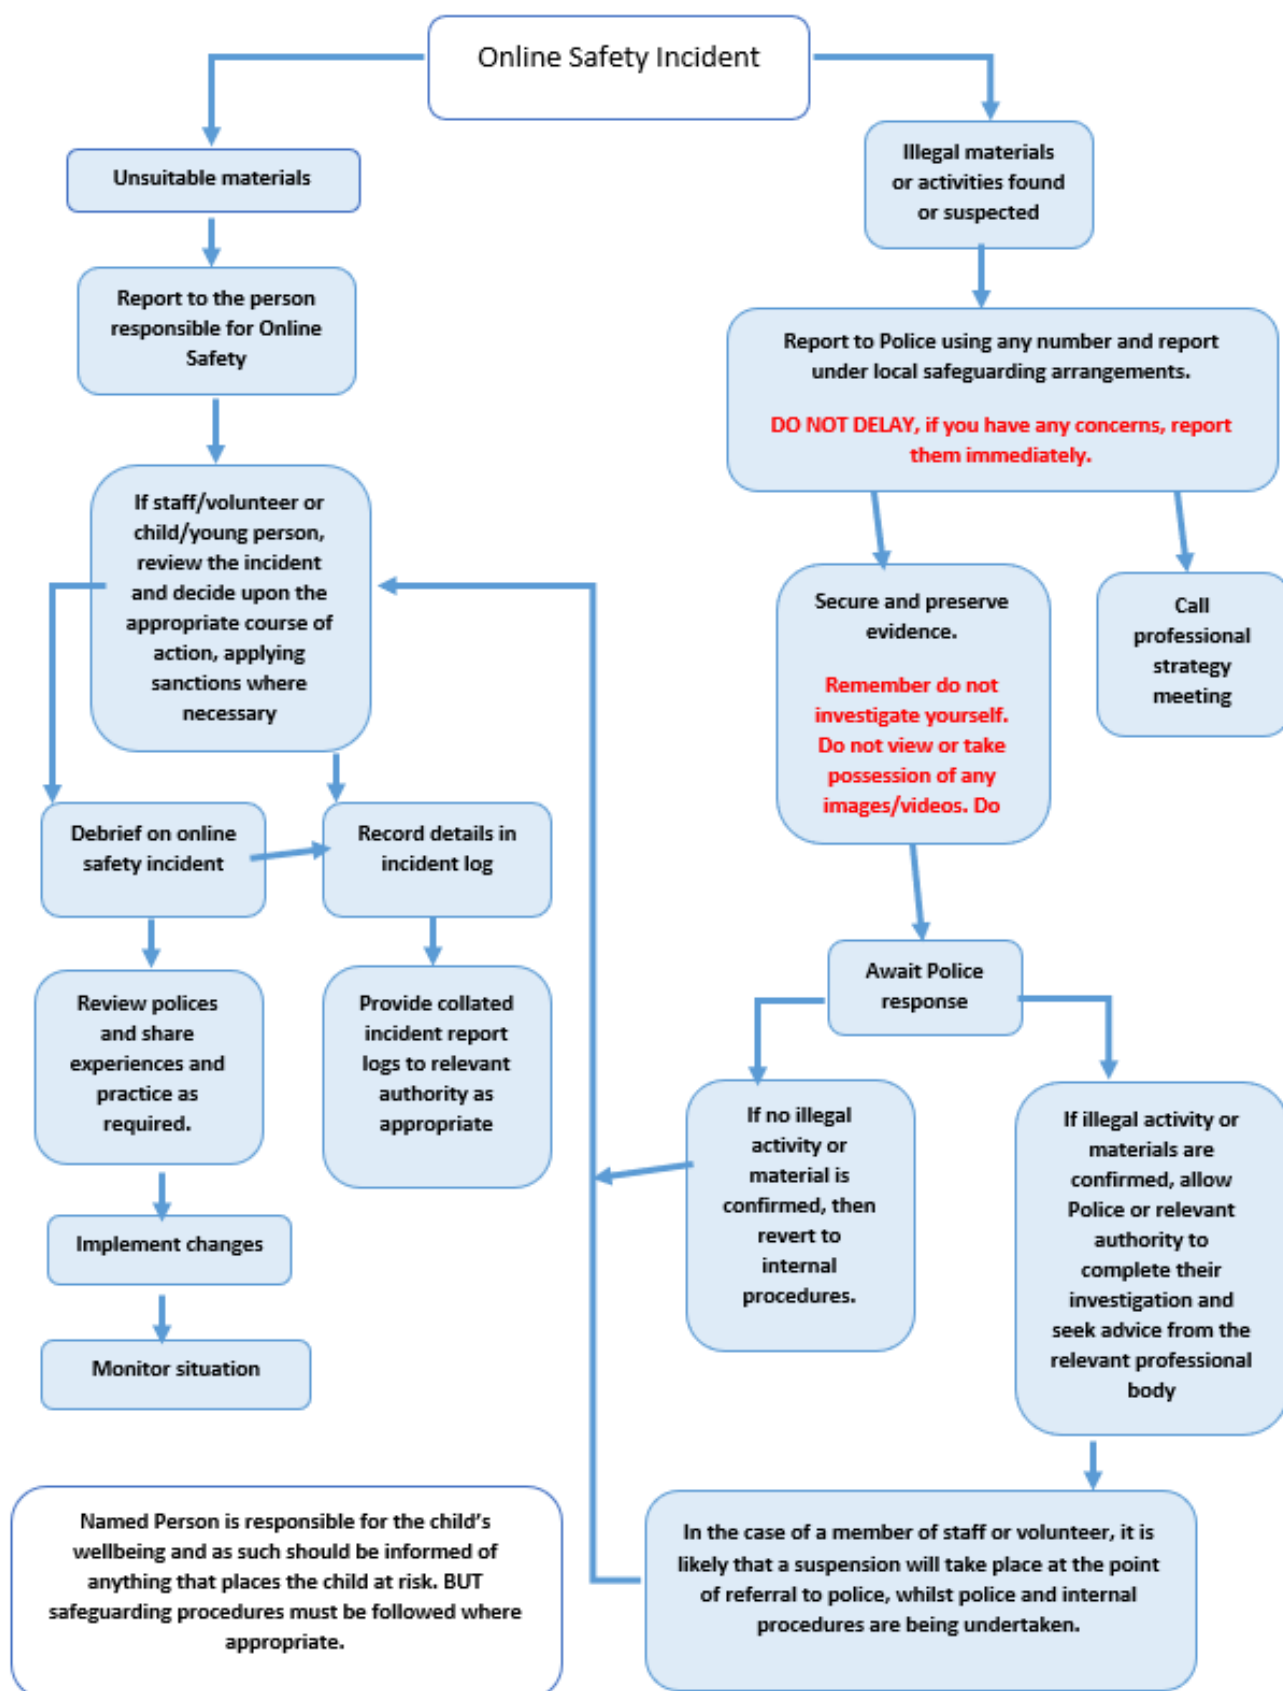 Online Safety Incident
Unsuitable materials
Illegal materials
or activities found
or suspected
Report to the person
responsible for Online
Safety
Report to Police using any number and report
under local safeguarding arrangements.
DO NOT DELAY, if you have any concerns, report
them immediately.
If staff/volunteer or
child/young person,
review the incident
and decide upon the
appropriate course of
action, applying
sanctions where
necessary
Secure and preserve
evidence.
Remember do not
investigate yourself.
Do not view or take
possession of any
images/videos. Do
Call
professional
strategy
meeting
Debrief on online
safety incident
Record details in
incident log
Await Police
response
Review polices
and share
experiences and
practice as
required.
Provide collated
incident report
logs to relevant
authority as
appropriate
If no illegal
activity or
material is
confirmed, then
revert to
internal
procedures.
If illegal activity or
materials are
confirmed, allow
Police or relevant
authority to
complete their
investigation and
seek advice from the
relevant professional
body
Implement changes
Monitor situation
Named Person is responsible for the child’s
wellbeing and as such should be informed of
anything that places the child at risk. BUT
safeguarding procedures must be followed where
appropriate.
In the case of a member of staff or volunteer, it is
likely that a suspension will take place at the point
of referral to police, whilst police and internal
procedures are being undertaken.